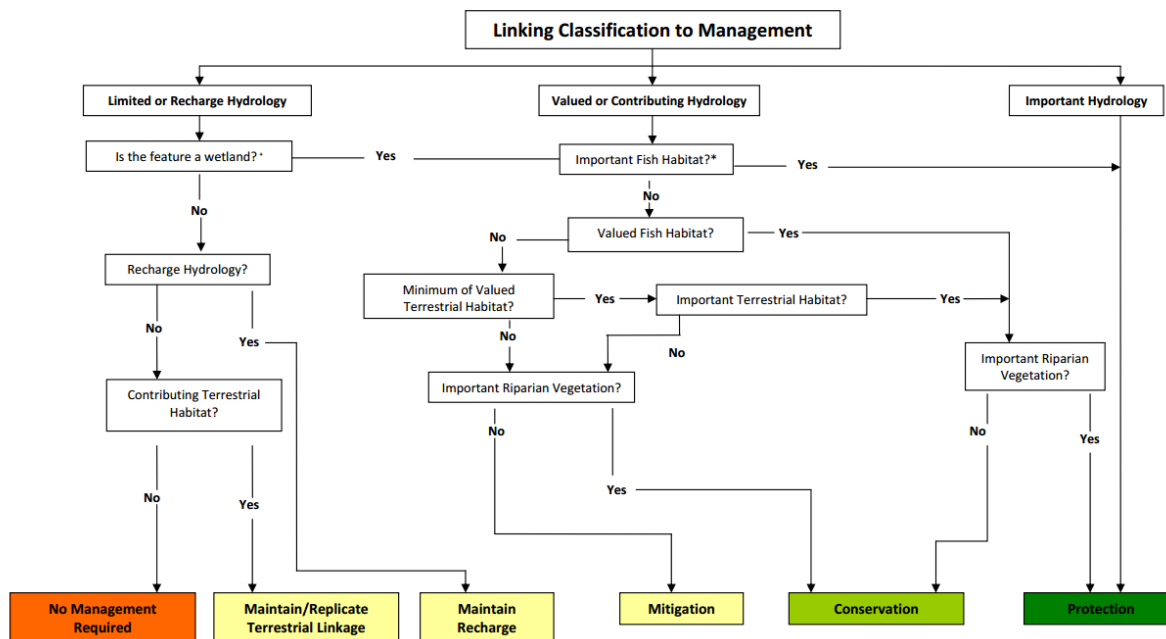 Linking Classification to Management
Limited or Recharge Hydrology
Valued or Contributing Hydrology
Important Hydrology
Is the feature a wetland?*
Yes
Important Fish Habitat?*
Yes
No
No
Valued Fish Habitat?
No
Yes
Recharge Hydrology?
Minimum of Valued
Terrestrial Habitat?
Yes
Important Terrestrial Habitat?
Yes
No
Yes
No
No
Important Riparian
Vegetation?
Contributing Terrestrial
Habitat?
Important Riparian Vegetation?
No
No
Yes
No
Yes
Yes
No Management
Required
Maintain/Replicate
Terrestrial Linkage
Maintain
Recharge
Mitigation
Conservation
Protection